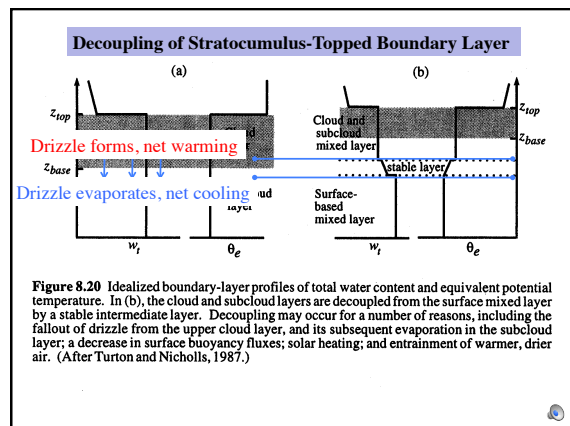 Decoupling of Stratocumulus-Topped Boundary Layer
(a)
(b)
z_top
Drizzle forms, net warming
z_base
Drizzle evaporates, net cooling
layer
w_t
θ_e
z_top
Cloud and
subcloud
mixed layer
z_base
stable layer
Surface-
based
mixed layer
w_t
θ_e
Figure 8.20 Idealized boundary-layer profiles of total water content and equivalent potential
temperature. In (b), the cloud and subcloud layers are decoupled from the surface mixed layer
by a stable intermediate layer. Decoupling may occur for a number of reasons, including the
fallout of drizzle from the upper cloud layer, and its subsequent evaporation in the subcloud
layer; a decrease in surface buoyancy fluxes; solar heating; and entrainment of warmer, drier
air. (After Turton and Nicholls, 1987.)